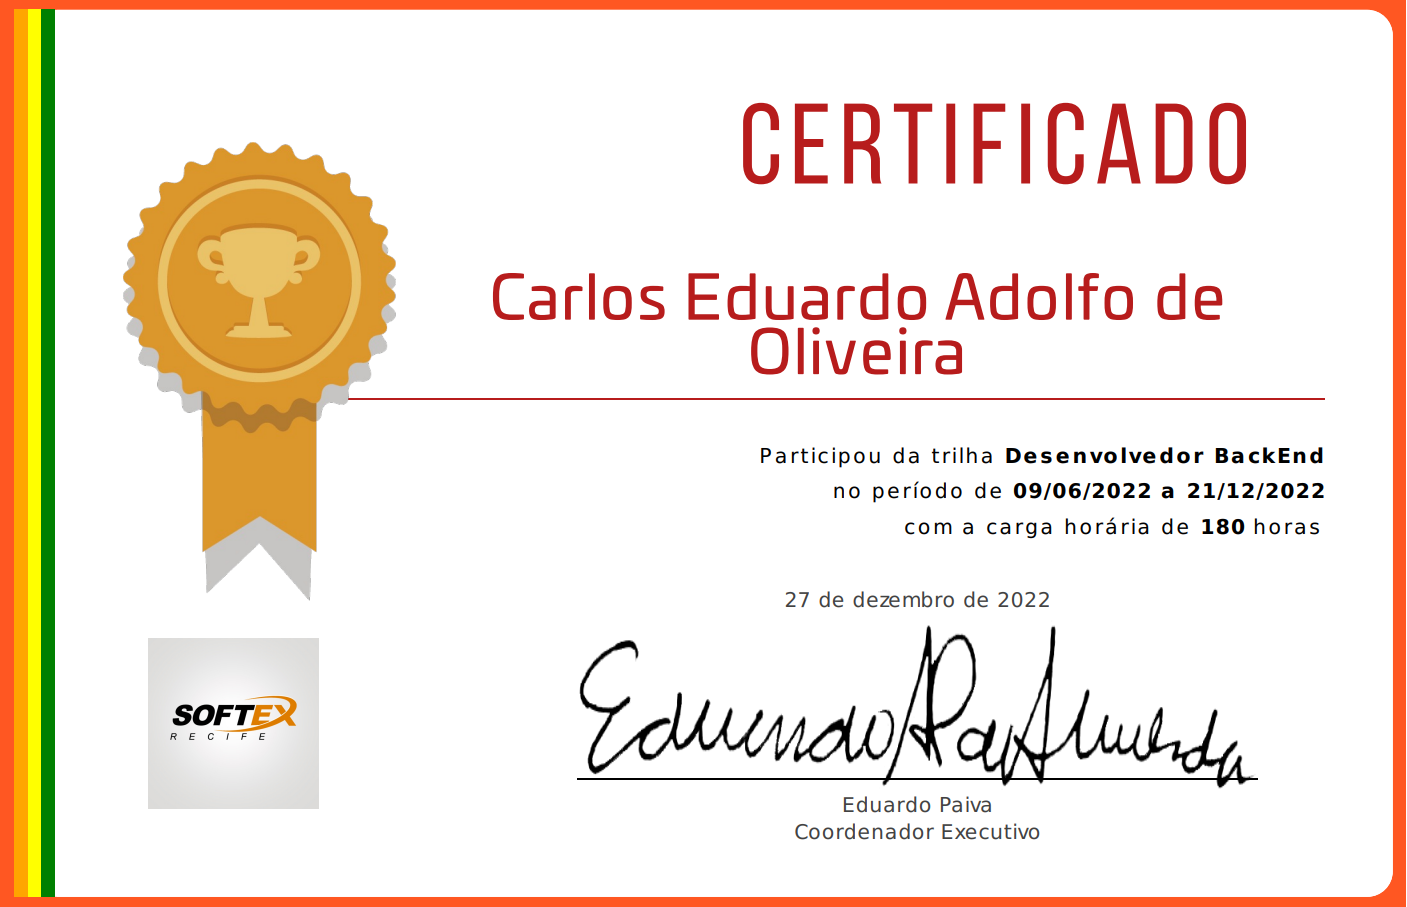 CERTIFICADO
Carlos Eduardo Adolfo de
Oliveira
Participou da trilha Desenvolvedor BackEnd
no período de 09/06/2022 a 21/12/2022
com a carga horária de 180 horas
27 de dezembro de 2022
Eduardo Paiva
Coordenador Executivo
SOFTEX
RECIFE